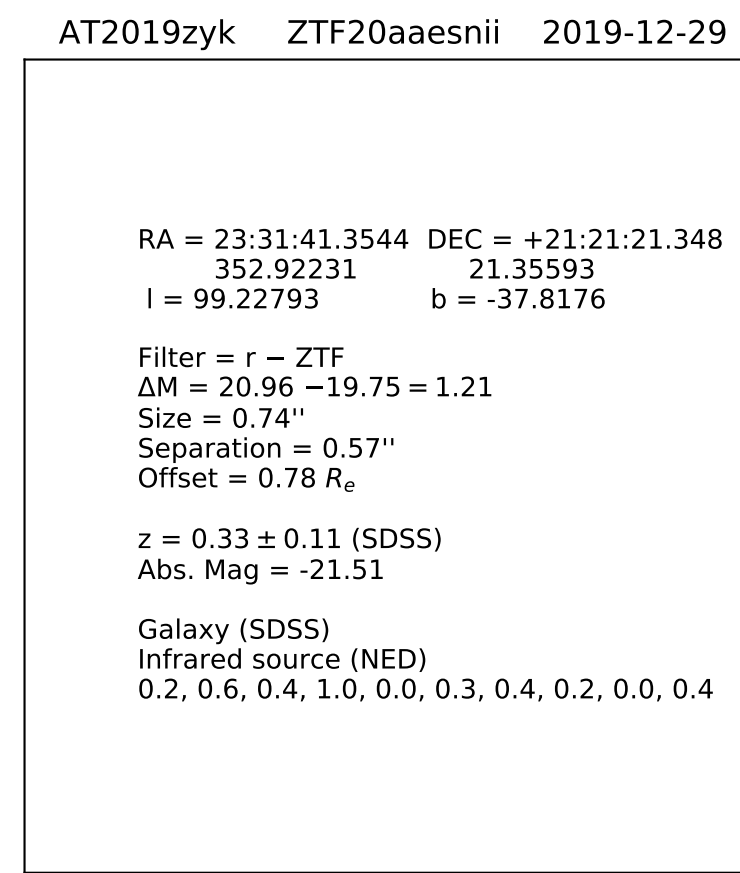 AT2019zyk ZTF20aaesnii 2019-12-29
RA = 23:31:41.3544 DEC = +21:21:21.348
352.92231 21.35593
l = 99.22793 b = -37.8176
Filter = r − ZTF
ΔM = 20.96 −19.75 = 1.21
Size = 0.74''
Separation = 0.57''
Offset = 0.78 Re
z = 0.33 ± 0.11 (SDSS)
Abs. Mag = -21.51
Galaxy (SDSS)
Infrared source (NED)
0.2, 0.6, 0.4, 1.0, 0.0, 0.3, 0.4, 0.2, 0.0, 0.4